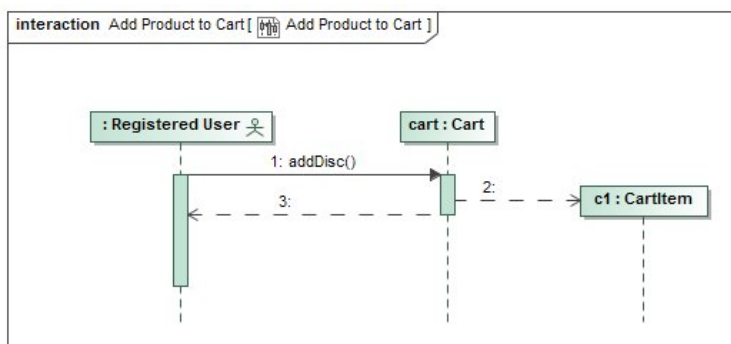 interaction Add Product to Cart [ Add Product to Cart ]
: Registered User
cart : Cart
1: addDisc()
2:
c1 : CartItem
3: